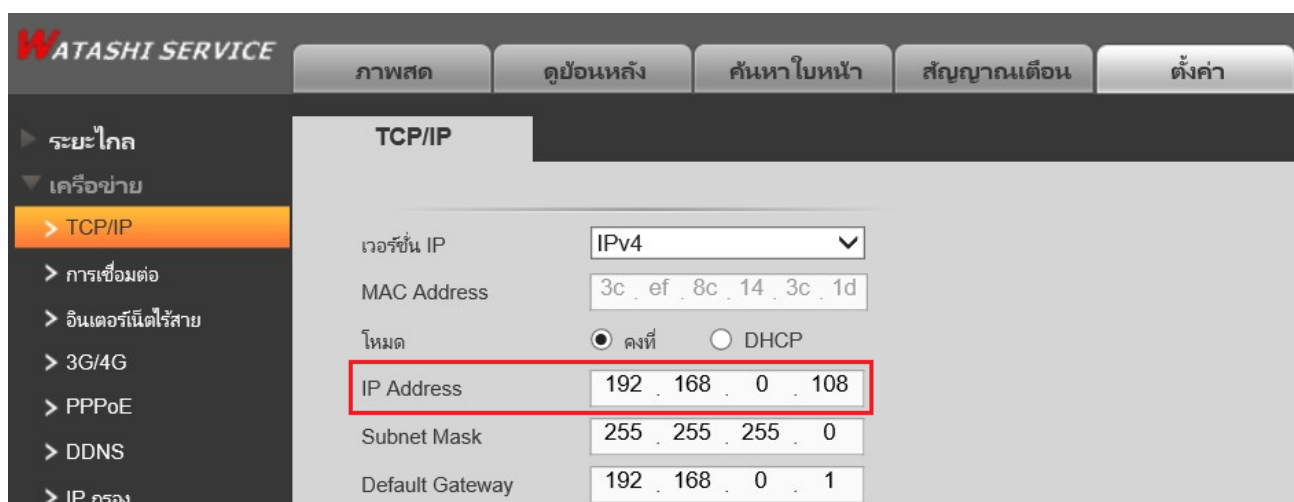 WATASHI SERVICE
ภาพสด
ดูย้อนหลัง
ค้นหาใบหน้า
สัญญาณเตือน
ตั้งค่า
ระยะไกล
เครือข่าย
TCP/IP
การเชื่อมต่อ
อินเตอร์เน็ตไร้สาย
3G/4G
PPPoE
DDNS
IP กรอง
TCP/IP
เวอร์ชั่น IP IPv4
MAC Address 3c . ef . 8c . 14 . 3c . 1d
โหมด คงที่ DHCP
IP Address 192 . 168 . 0 . 108
Subnet Mask 255 . 255 . 255 . 0
Default Gateway 192 . 168 . 0 . 1